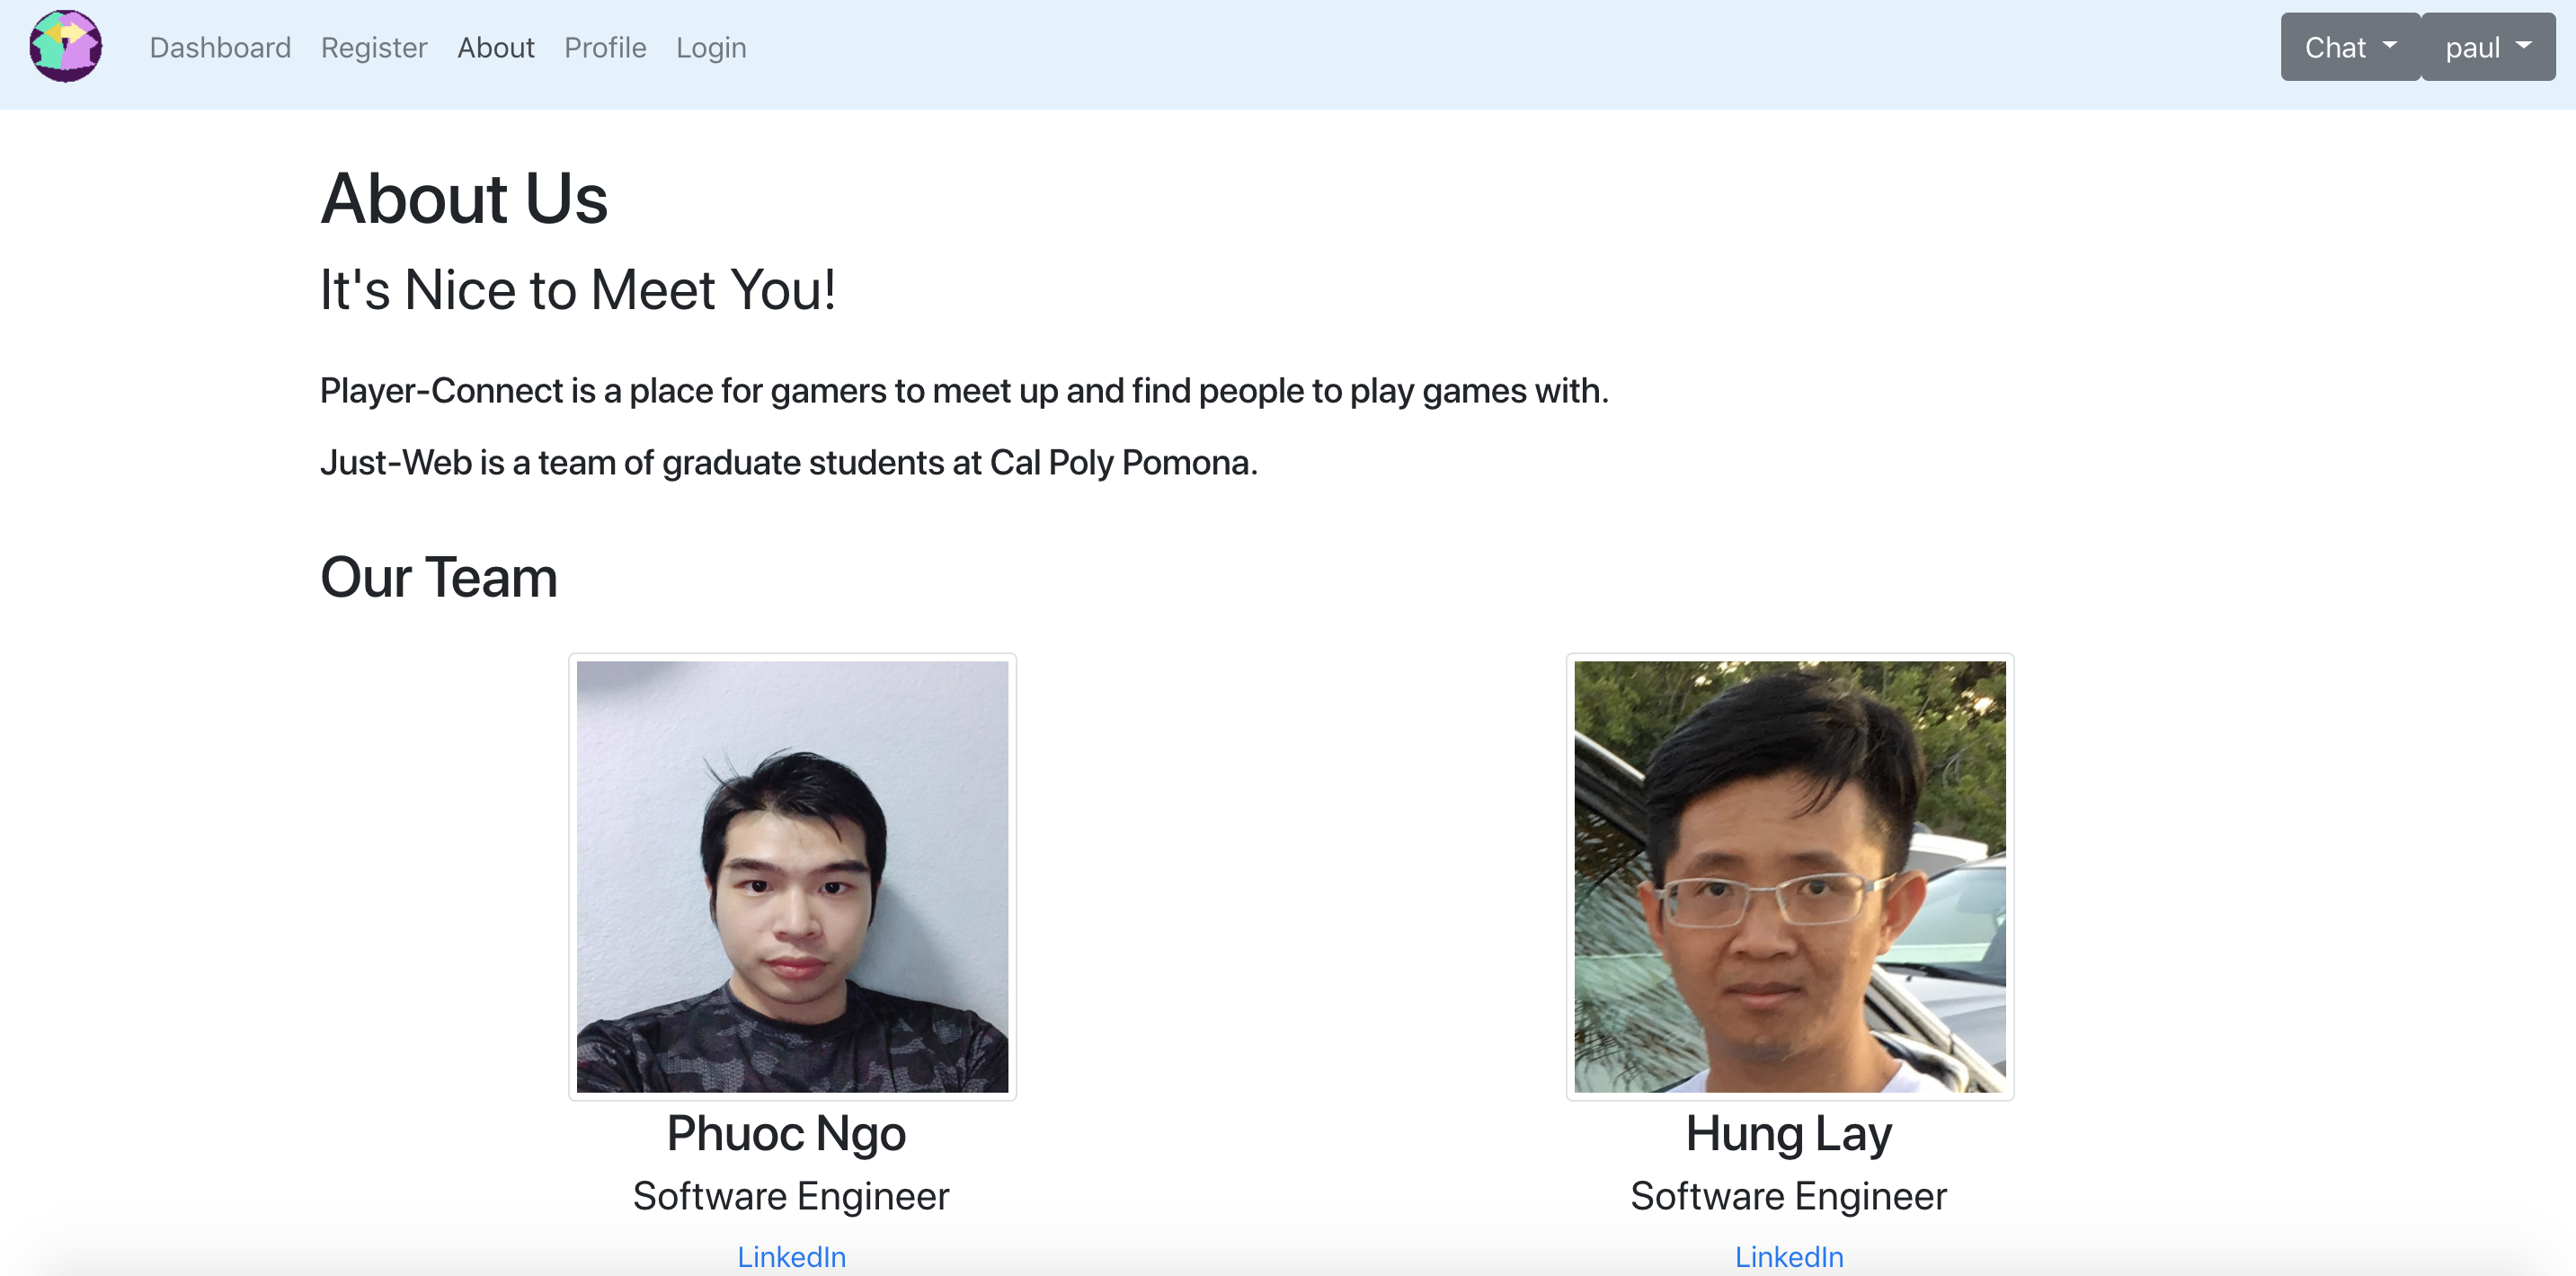 Dashboard Register About Profile Login Chat paul
About Us
It's Nice to Meet You!
Player-Connect is a place for gamers to meet up and find people to play games with.
Just-Web is a team of graduate students at Cal Poly Pomona.
Our Team
Phuoc Ngo
Software Engineer
LinkedIn
Hung Lay
Software Engineer
LinkedIn